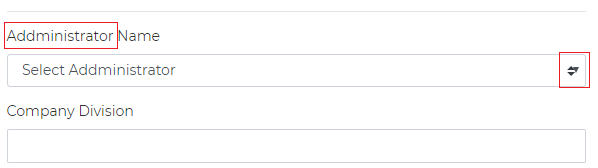 Addministrator Name
Select Addministrator
Company Division